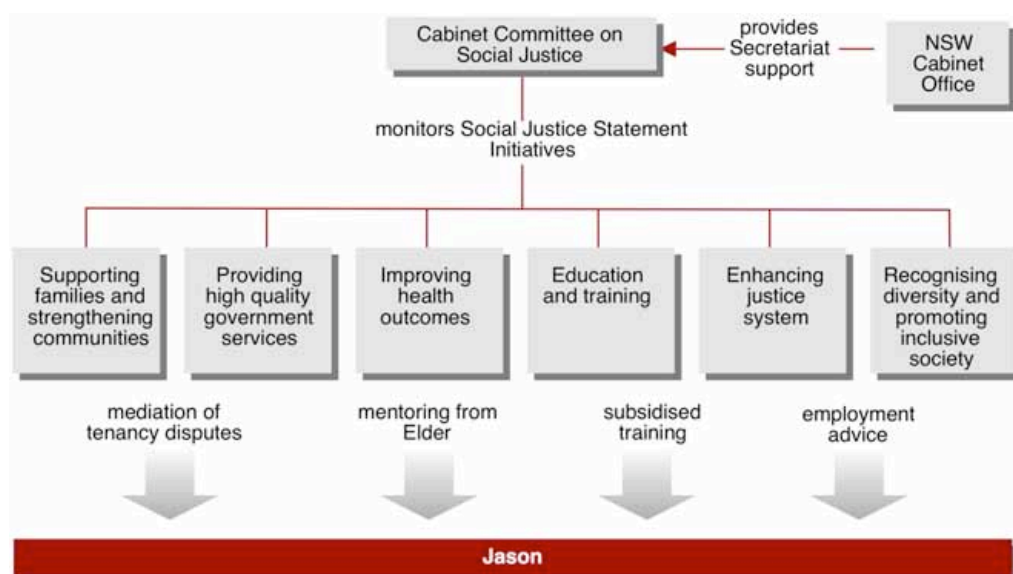 Cabinet Committee on
Social Justice
provides
Secretariat
support
NSW
Cabinet
Office
monitors Social Justice Statement
Initiatives
Supporting
families and
strengthening
communities
Providing
high quality
government
services
Improving
health
outcomes
Education
and training
Enhancing
justice
system
Recognising
diversity and
promoting
inclusive
society
mediation of
tenancy disputes
mentoring from
Elder
subsidised
training
employment
advice
Jason